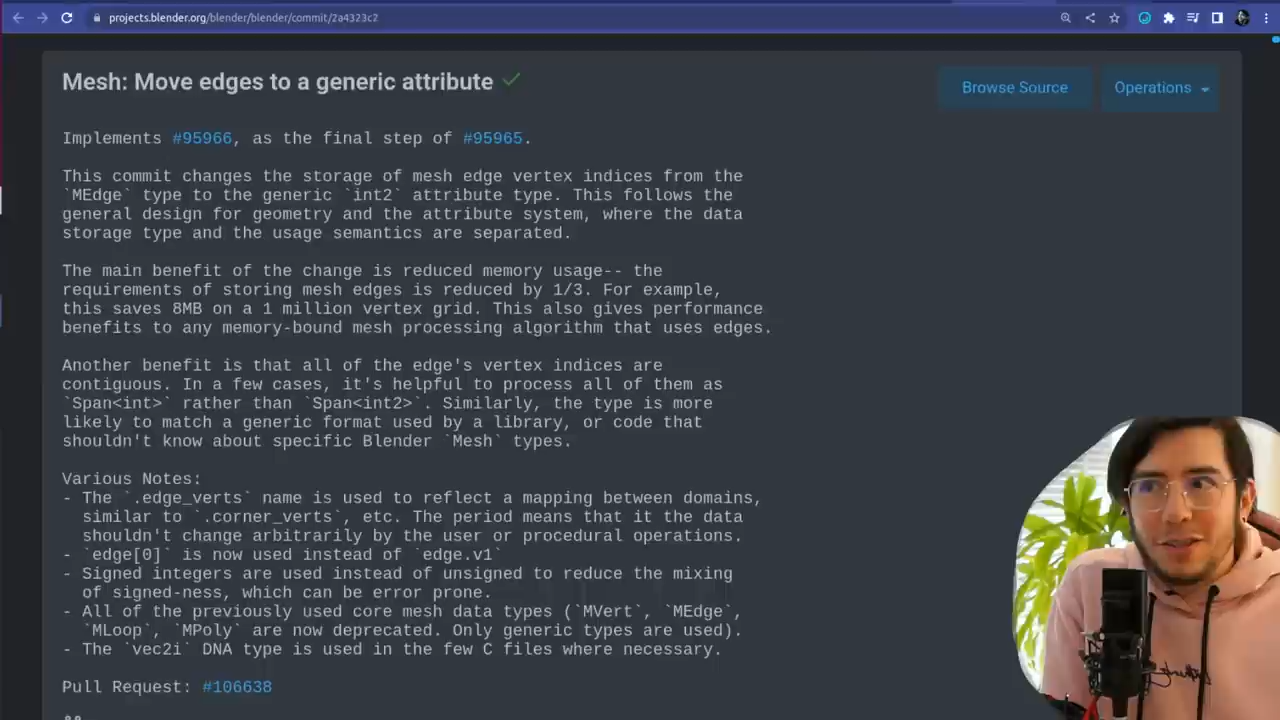 projects.blender.org/blender/blender/commit/2a4323c2
Mesh: Move edges to a generic attribute
Browse Source
Operations
Implements #95966, as the final step of #95965.
This commit changes the storage of mesh edge vertex indices from the
`MEdge` type to the generic `int2` attribute type. This follows the
general design for geometry and the attribute system, where the data
storage type and the usage semantics are separated.
The main benefit of the change is reduced memory usage-- the
requirements of storing mesh edges is reduced by 1/3. For example,
this saves 8MB on a 1 million vertex grid. This also gives performance
benefits to any memory-bound mesh processing algorithm that uses edges.
Another benefit is that all of the edge's vertex indices are
contiguous. In a few cases, it's helpful to process all of them as
`Span<int>` rather than `Span<int2>`. Similarly, the type is more
likely to match a generic format used by a library, or code that
shouldn't know about specific Blender `Mesh` types.
Various Notes:
- The `.edge_verts` name is used to reflect a mapping between domains,
similar to `.corner_verts`, etc. The period means that it the data
shouldn't change arbitrarily by the user or procedural operations.
- `edge[0]` is now used instead of `edge.v1`
- Signed integers are used instead of unsigned to reduce the mixing
of signed-ness, which can be error prone.
- All of the previously used core mesh data types (`MVert`, `MEdge`,
`MLoop`, `MPoly` are now deprecated. Only generic types are used).
- The `vec2i` DNA type is used in the few C files where necessary.
Pull Request: #106638